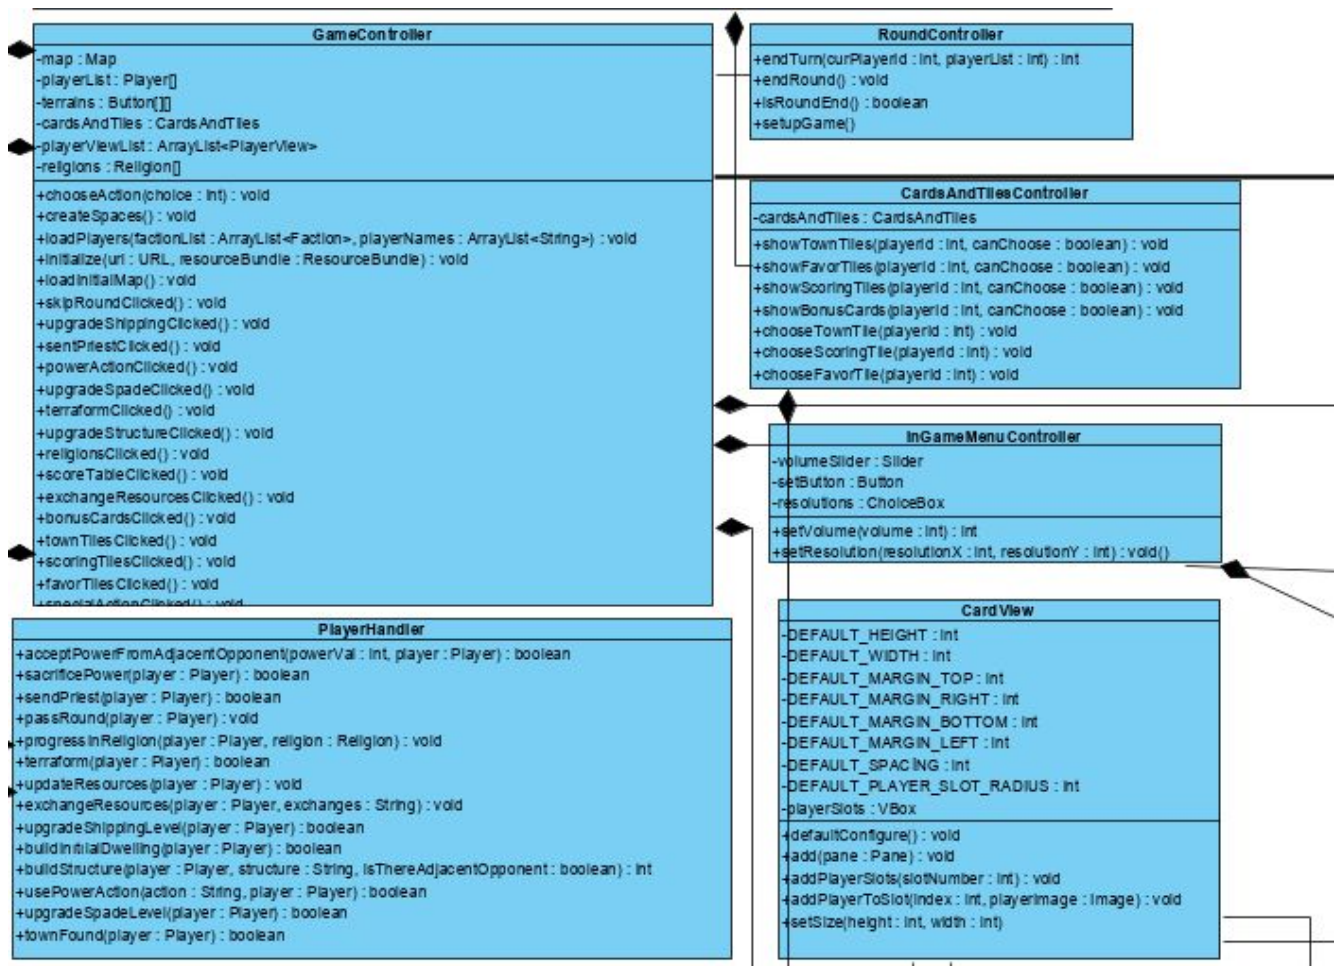 GameController
-map : Map
-playerList : Player[]
-terrains : Button[][]
-cardsAndTiles : CardsAndTiles
-playerViewList : ArrayList<PlayerView>
-religions : Religion[]
+chooseAction(choice : int) : void
+createSpaces() : void
+loadPlayers(factionList : ArrayList<Faction>, playerNames : ArrayList<String>) : void
+initialize(url : URL, resourceBundle : ResourceBundle) : void
+loadInitialMap() : void
+skipRoundClicked() : void
+upgradeShippingClicked() : void
+sentPriestClicked() : void
+powerActionClicked() : void
+upgradeSpadeClicked() : void
+terraformClicked() : void
+upgradeStructureClicked() : void
+religionsClicked() : void
+scoreTableClicked() : void
+exchangeResourcesClicked() : void
+bonusCardsClicked() : void
+townTilesClicked() : void
+scoringTilesClicked() : void
+favorTilesClicked() : void
+specialActionClicked() : void
PlayerHandler
+acceptPowerFromAdjacentOpponent(powerVal : int, player : Player) : boolean
+sacrificePower(player : Player) : boolean
+sendPriest(player : Player) : boolean
+passRound(player : Player) : void
+progressInReligion(player : Player, religion : Religion) : void
+terraform(player : Player) : boolean
+updateResources(player : Player) : void
+exchangeResources(player : Player, exchanges : String) : void
+upgradeShippingLevel(player : Player) : boolean
+buildInitialDwelling(player : Player) : boolean
+buildStructure(player : Player, structure : String, isThereAdjacentOpponent : boolean) : int
+usePowerAction(action : String, player : Player) : boolean
+upgradeSpadeLevel(player : Player) : boolean
+townFound(player : Player) : boolean
RoundController
+endTurn(curPlayerId : int, playerList : int) : int
+endRound() : void
+isRoundEnd() : boolean
+setupGame()
CardsAndTilesController
-cardsAndTiles : CardsAndTiles
+showTownTiles(playerId : int, canChoose : boolean) : void
+showFavorTiles(playerId : int, canChoose : boolean) : void
+showScoringTiles(playerId : int, canChoose : boolean) : void
+showBonusCards(playerId : int, canChoose : boolean) : void
+chooseTownTile(playerId : int) : void
+chooseScoringTile(playerId : int) : void
+chooseFavorTile(playerId : int) : void
InGameMenuController
-volumeSlider : Slider
-setButton : Button
-resolutions : ChoiceBox
+setVolume(volume : int) : int
+setResolution(resolutionX : int, resolutionY : int) : void()
CardView
-DEFAULT_HEIGHT : int
-DEFAULT_WIDTH : int
-DEFAULT_MARGIN_TOP : int
-DEFAULT_MARGIN_RIGHT : int
-DEFAULT_MARGIN_BOTTOM : int
-DEFAULT_MARGIN_LEFT : int
-DEFAULT_SPACING : int
-DEFAULT_PLAYER_SLOT_RADIUS : int
-playerSlots : VBox
+defaultConfigure() : void
+add(pane : Pane) : void
+addPlayerSlots(slotNumber : int) : void
+addPlayerToSlot(index : int, playerImage : Image) : void
+setSize(height : int, width : int)